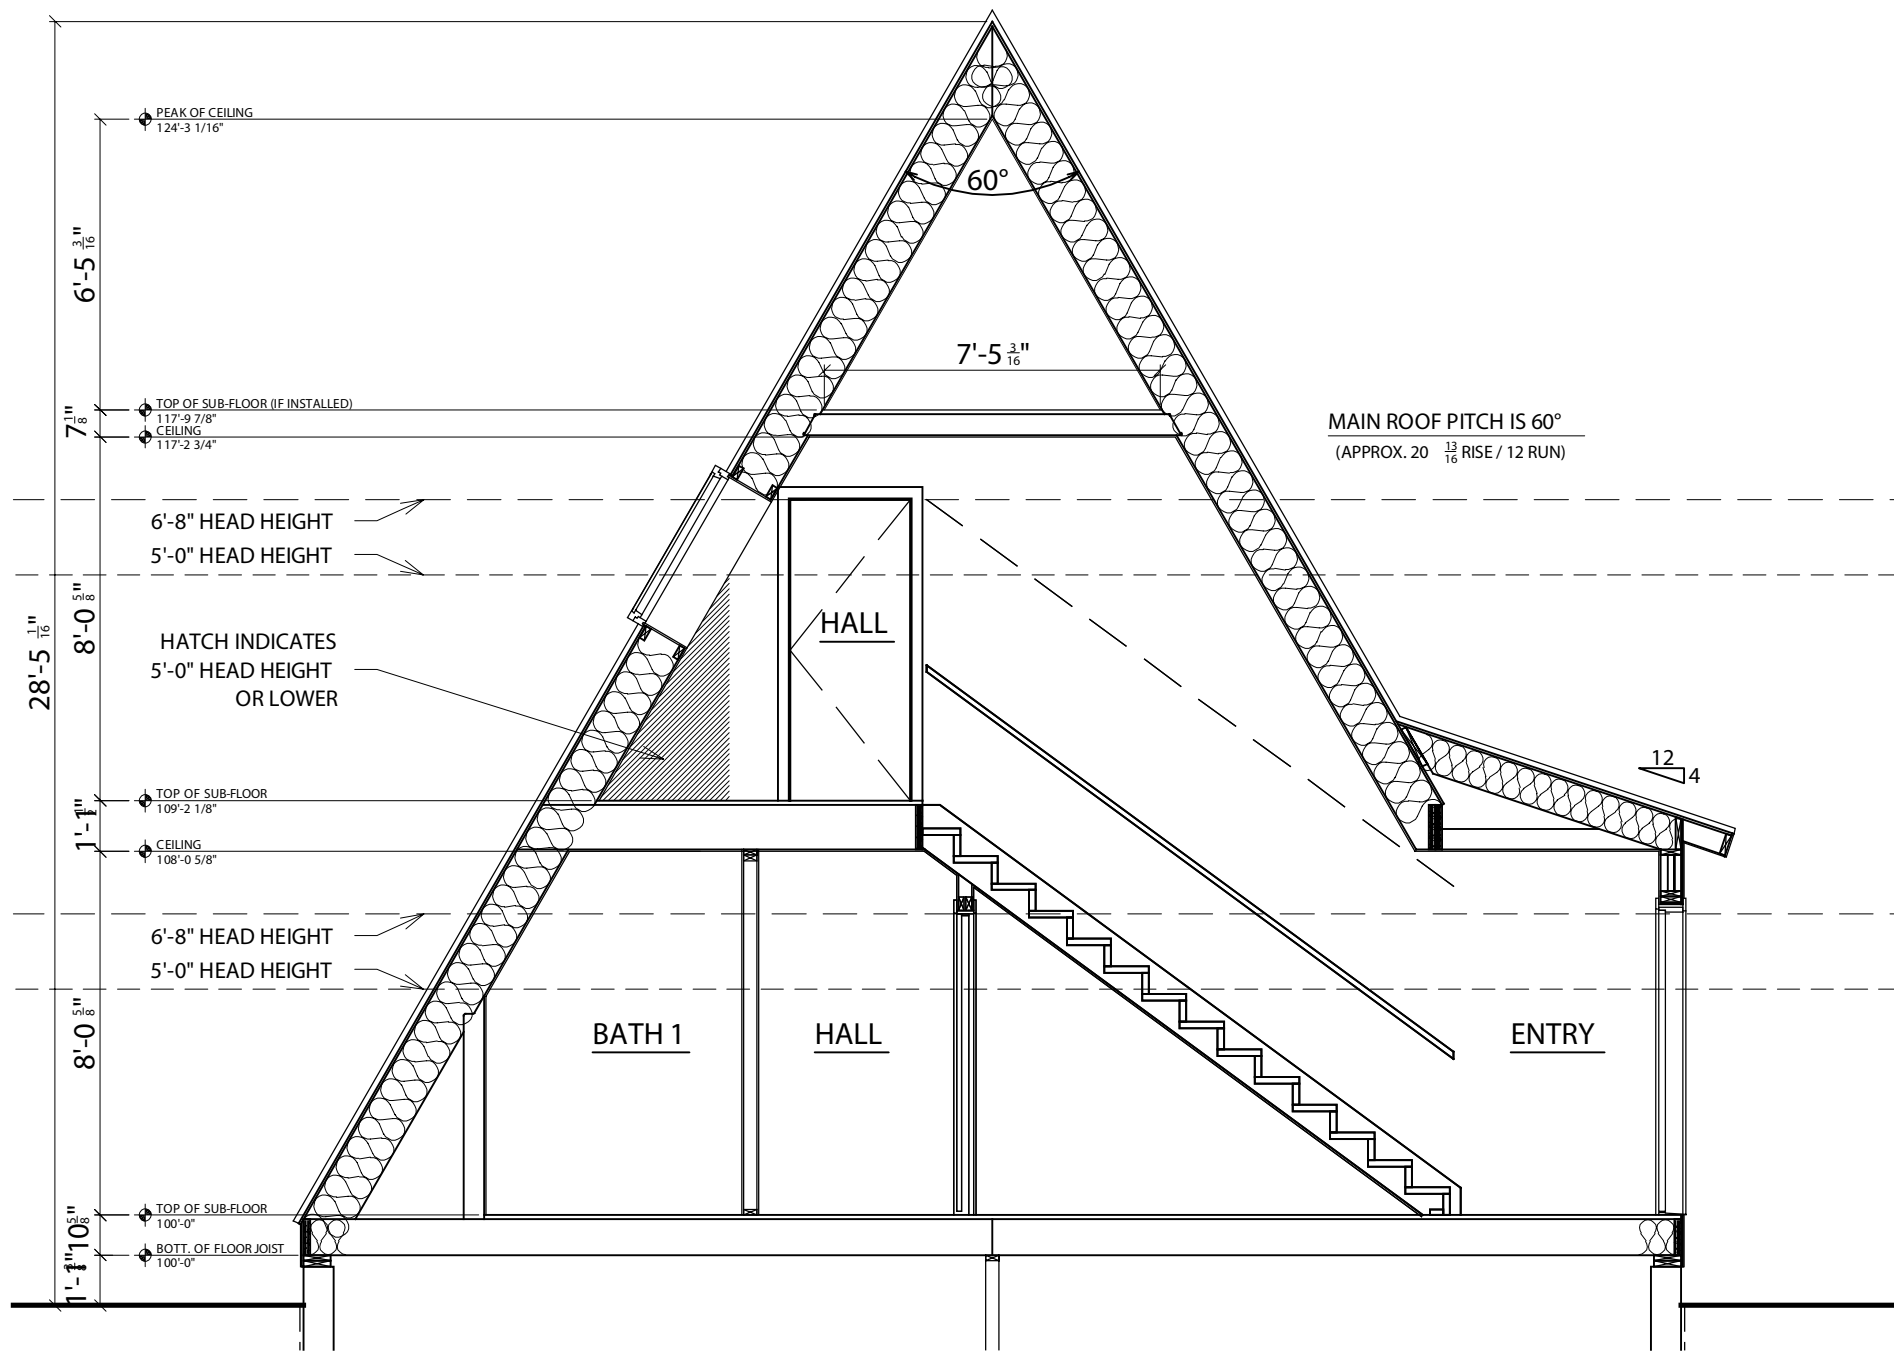 PEAK OF CEILING
124'-3 1/16"
60°
6'-5 3/16"
7'-5 3/16"
TOP OF SUB-FLOOR (IF INSTALLED)
117'-9 7/8"
7 1/8"
CEILING
117'-2 3/4"
MAIN ROOF PITCH IS 60°
(APPROX. 20 13/16 RISE / 12 RUN)
6'-8" HEAD HEIGHT
5'-0" HEAD HEIGHT
8'-0 5/8"
28'-5 1/16"
HALL
HATCH INDICATES
5'-0" HEAD HEIGHT
OR LOWER
12
4
TOP OF SUB-FLOOR
109'-2 1/8"
1'-1 1/2"
CEILING
108'-0 5/8"
6'-8" HEAD HEIGHT
5'-0" HEAD HEIGHT
8'-0 5/8"
BATH 1
HALL
ENTRY
TOP OF SUB-FLOOR
100'-0"
10 5/8"
BOTT. OF FLOOR JOIST
100'-0"